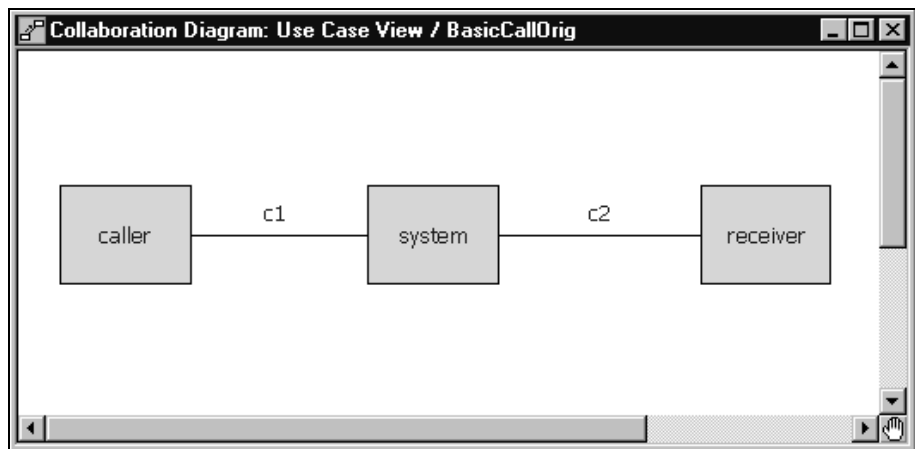 Collaboration Diagram: Use Case View / BasicCallOrig
c1
c2
caller
system
receiver